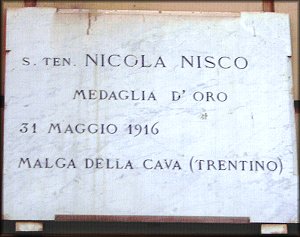 S. TEN. NICOLA NISCO
MEDAGLIA D' ORO
31 MAGGIO 1916
MALGA DELLA CAVA (TRENTINO)